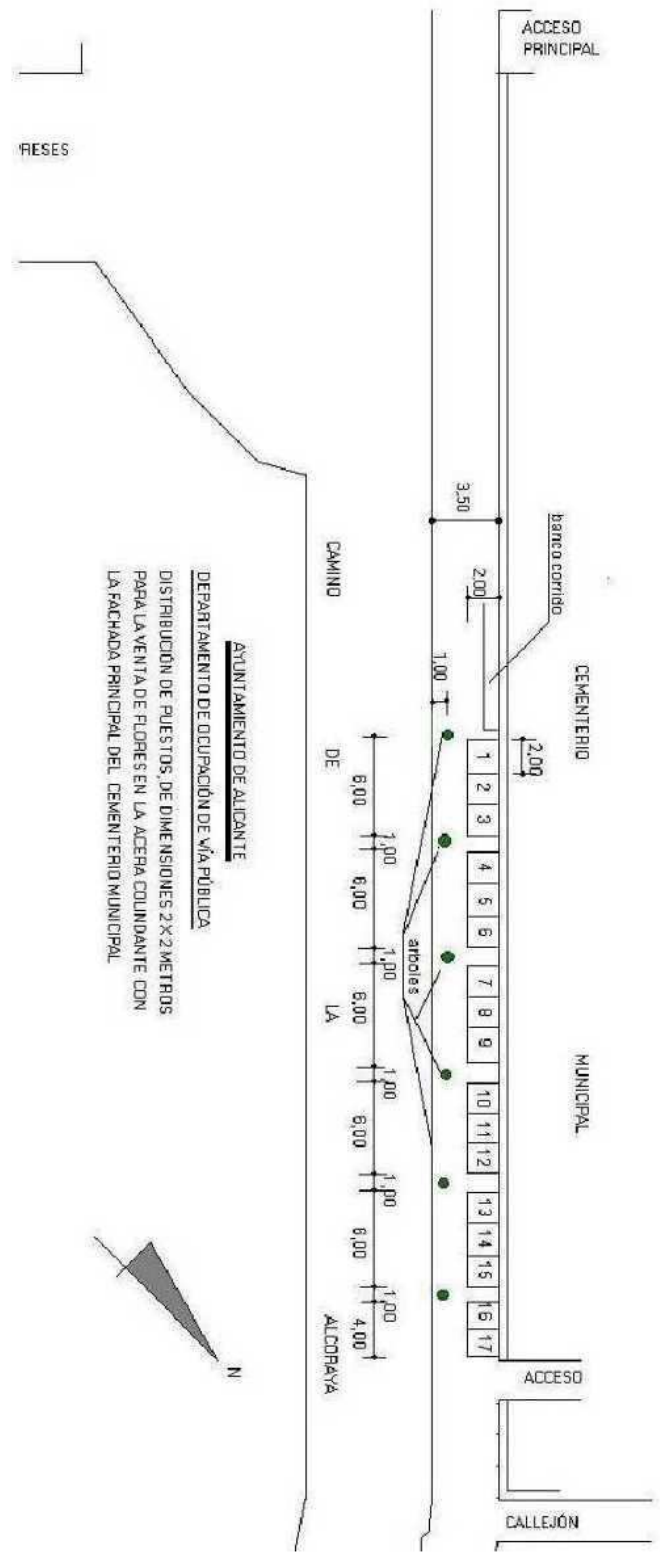 ACCESO
PRINCIPAL
RESES
3,50
banco corrido
2,00
CEMENTERIO
MUNICIPAL
1,00
2,00
1
2
3
4
5
6
7
8
9
10
11
12
13
14
15
16
17
arboles
6,00
1,00
6,00
1,00
6,00
1,00
6,00
1,00
6,00
1,00
4,00
CAMINO
DE
LA
ALCORAYA
AYUNTAMIENTO DE ALICANTE
DEPARTAMENTO DE OCUPACIÓN DE VÍA PÚBLICA
DISTRIBUCIÓN DE PUESTOS, DE DIMENSIONES 2X2 METROS
PARA LA VENTA DE FLORES EN LA ACERA COLINDANTE CON
LA FACHADA PRINCIPAL DEL CEMENTERIO MUNICIPAL
N
ACCESO
CALLEJÓN